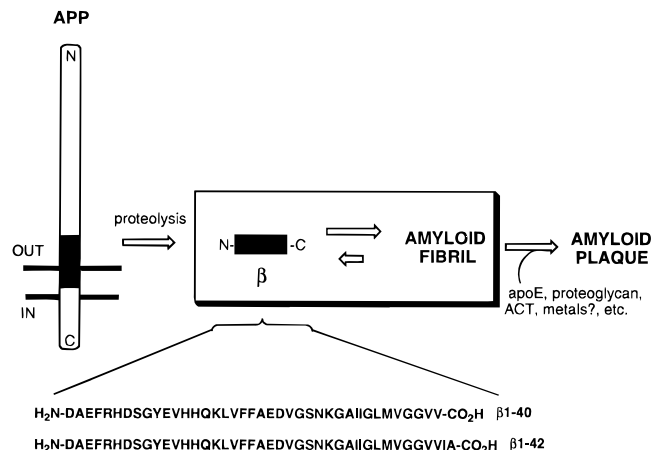 APP
N
proteolysis
OUT
IN
C
N-
-C
β
AMYLOID
FIBRIL
AMYLOID
PLAQUE
apoE, proteoglycan,
ACT, metals?, etc.
H₂N-DAEFRHDSGYEVHHQKLVFFAEDVGSNKGAIIGLMVGGVV-CO₂H β1-40
H₂N-DAEFRHDSGYEVHHQKLVFFAEDVGSNKGAIIGLMVGGVVIA-CO₂H β1-42